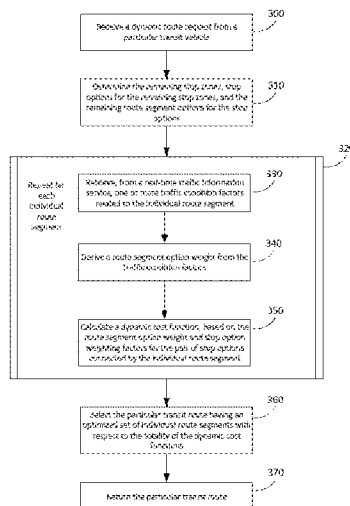 300
Receive a dynamic route request from a
particular transit vehicle
310
Determine the remaining stop zones, stop
options for the remaining stop zones, and the
remaining route segment options for the stop
options
320
Repeat for
each
individual
route
segment
330
Retrieve, from a real-time traffic information
service, one or more traffic condition factors
related to the individual route segment
340
Derive a route segment option weight from the
traffic condition factors
350
Calculate a dynamic cost function, based on the
route segment option weight and stop option
weighting factors for the pair of stop options
connected by the individual route segment
360
Select the particular transit route having an
optimized set of individual route segments with
respect to the totality of the dynamic cost
functions
370
Return the particular transit route